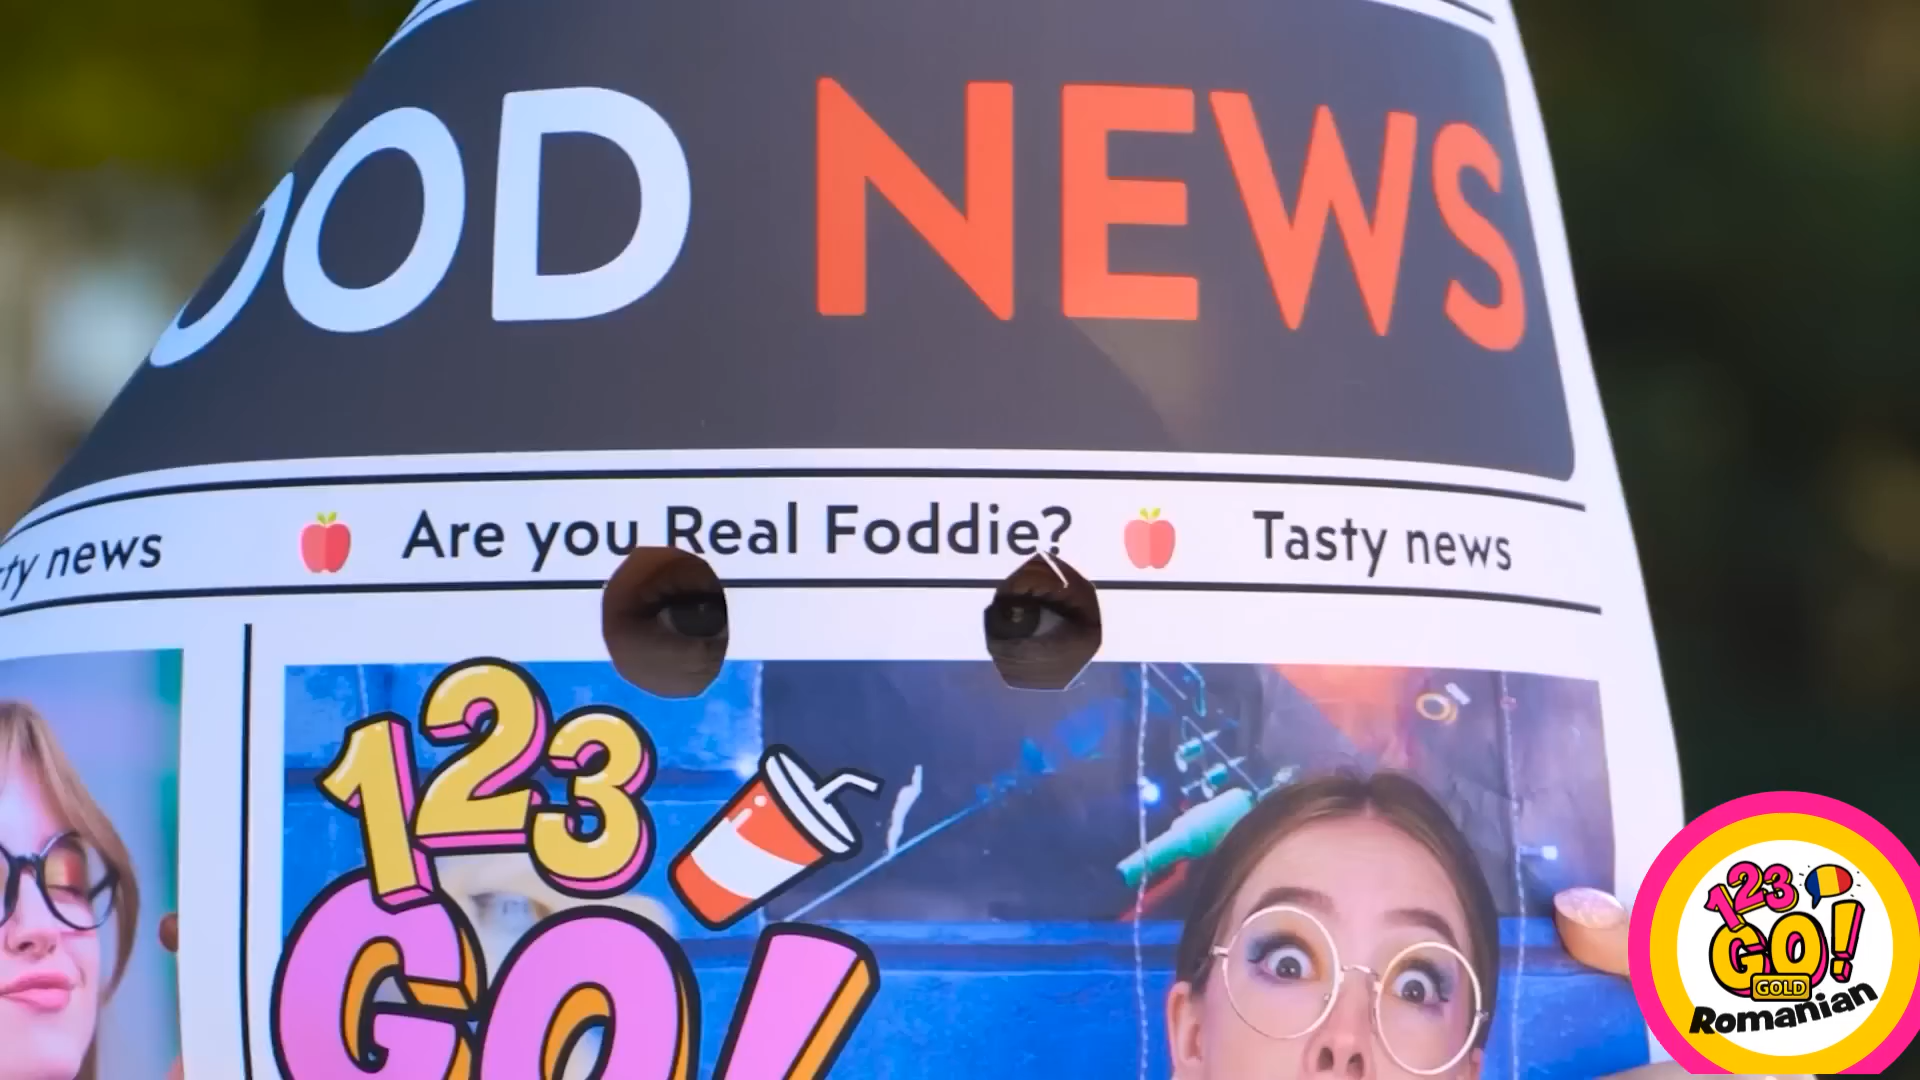 OOD NEWS
ty news Are you Real Foddie? Tasty news
123
GO!
123
GO!
GOLD
Romanian